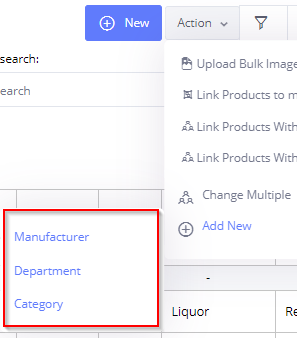 New
Action
search:
search
Upload Bulk Image
Link Products to m
Link Products With
Link Products With
Change Multiple
Add New
Manufacturer
Department
Category
-
Liquor
Re